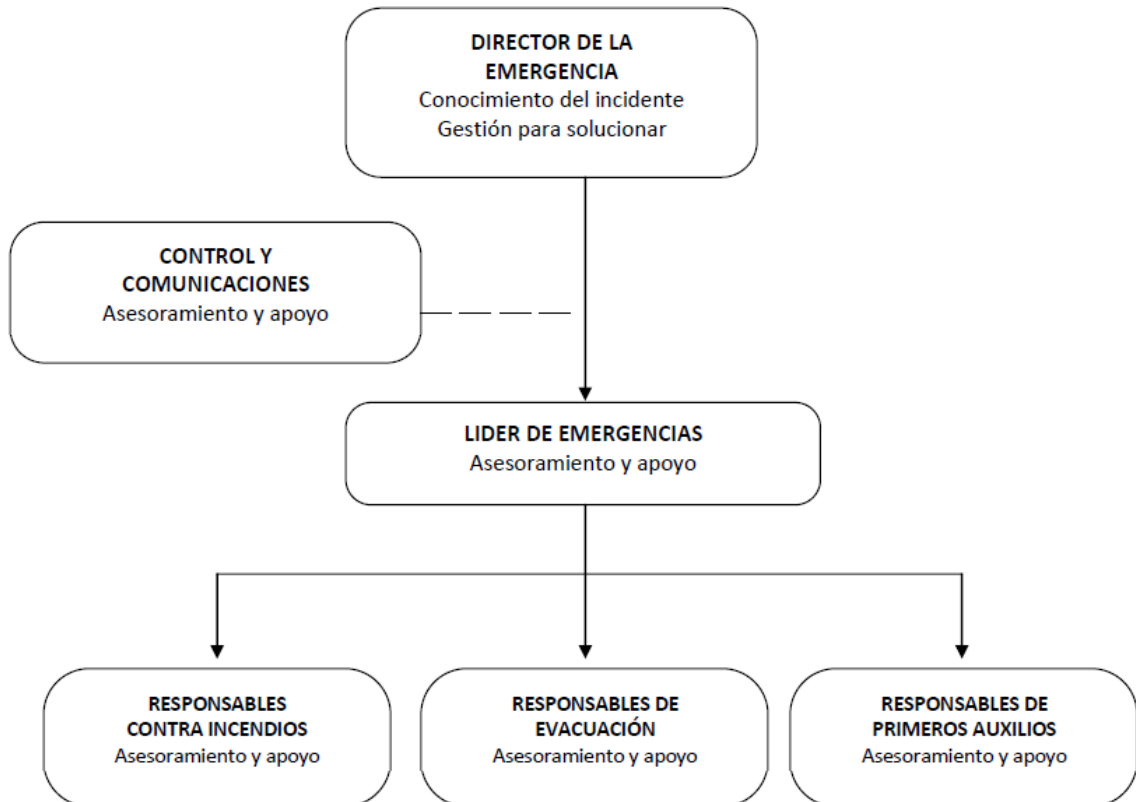 DIRECTOR DE LA
EMERGENCIA
Conocimiento del incidente
Gestión para solucionar
CONTROL Y
COMUNICACIONES
Asesoramiento y apoyo
LIDER DE EMERGENCIAS
Asesoramiento y apoyo
RESPONSABLES
CONTRA INCENDIOS
Asesoramiento y apoyo
RESPONSABLES DE
EVACUACIÓN
Asesoramiento y apoyo
RESPONSABLES DE
PRIMEROS AUXILIOS
Asesoramiento y apoyo